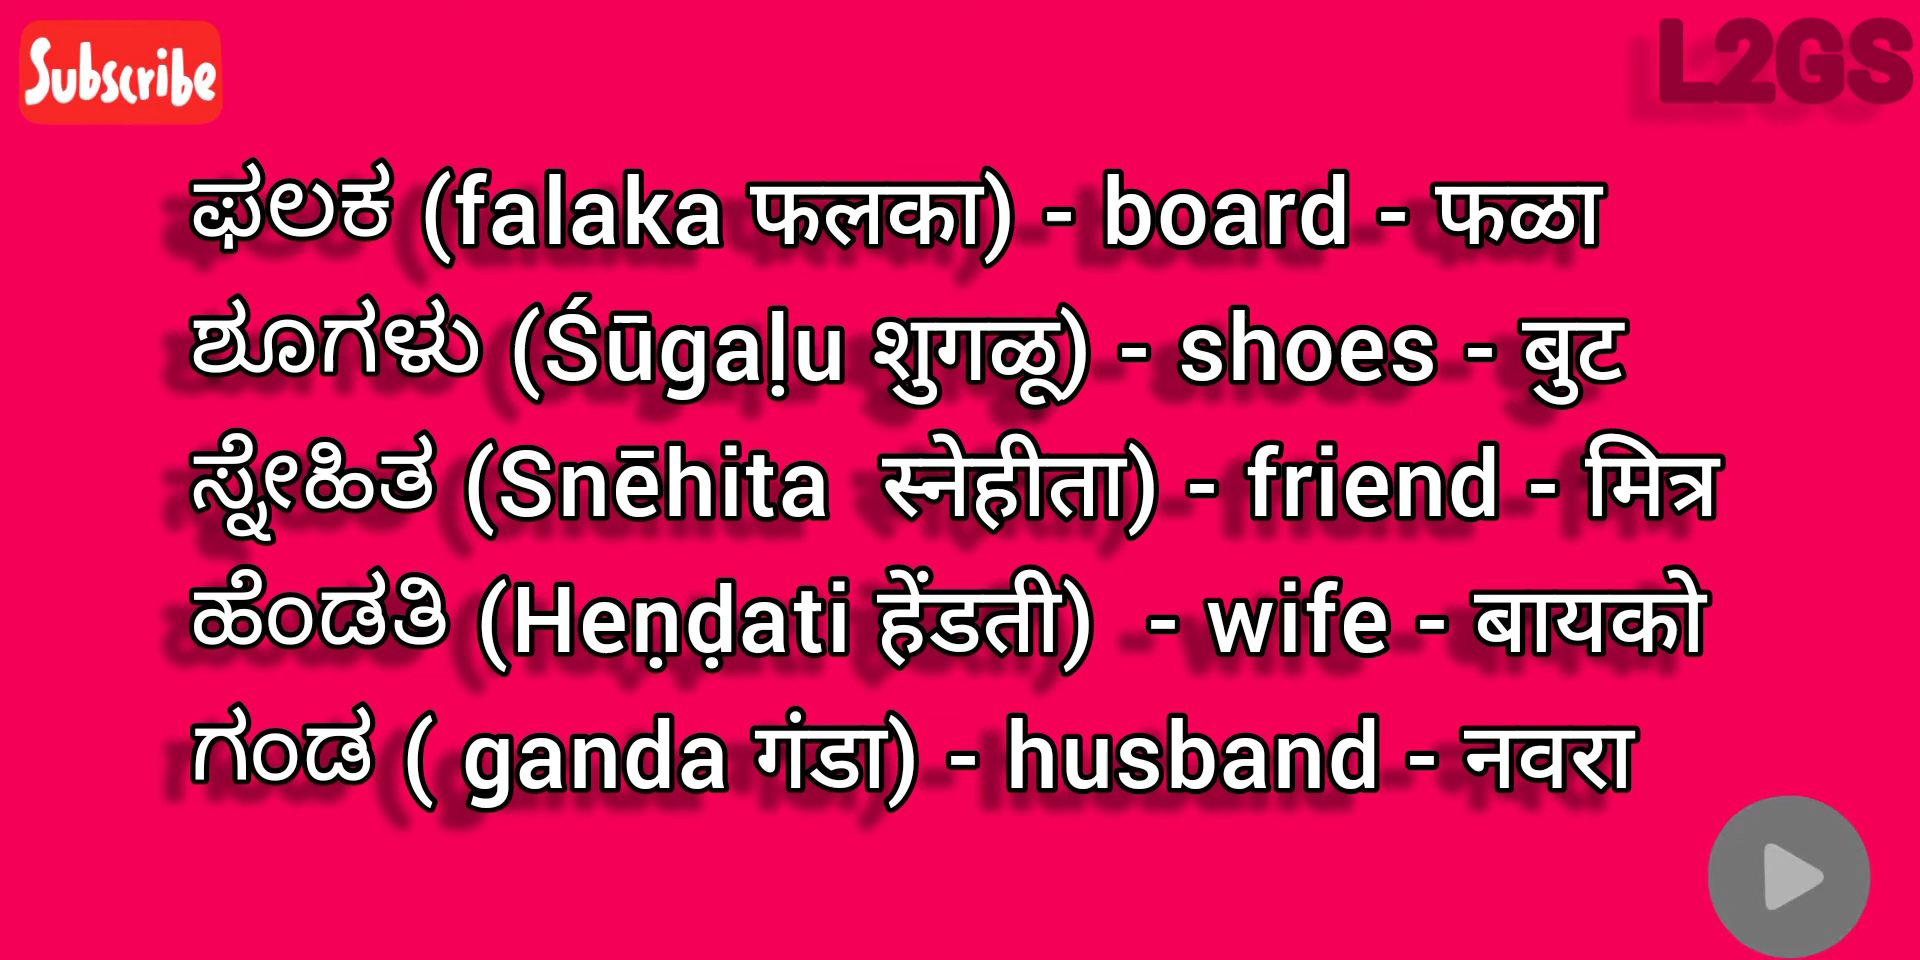 Subscribe
L2GS
ಫಲಕ (falaka फलका) - board - फळा
ಶೂಗಳು (Śūgaḷu शुगळू) - shoes - बुट
ಸ್ನೇಹಿತ (Snēhita स्नेहीता) - friend - मित्र
ಹೆಂಡತಿ (Heṇḍati हेंडती) - wife - बायको
ಗಂಡ ( ganda गंडा) - husband - नवरा